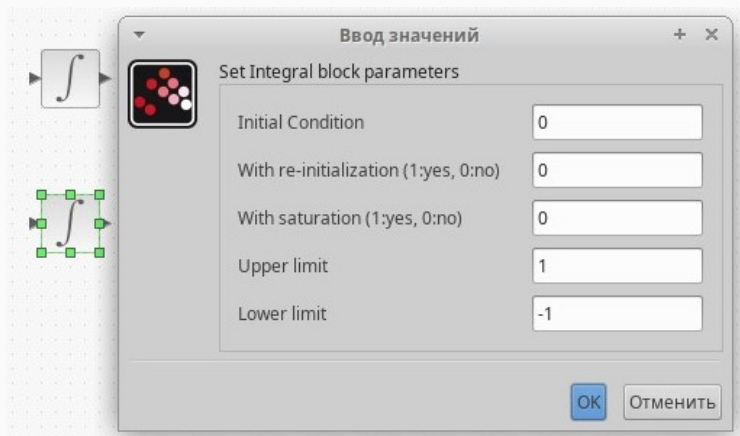 Ввод значений
Set Integral block parameters
Initial Condition 0
With re-initialization (1:yes, 0:no) 0
With saturation (1:yes, 0:no) 0
Upper limit 1
Lower limit -1
OK Отменить